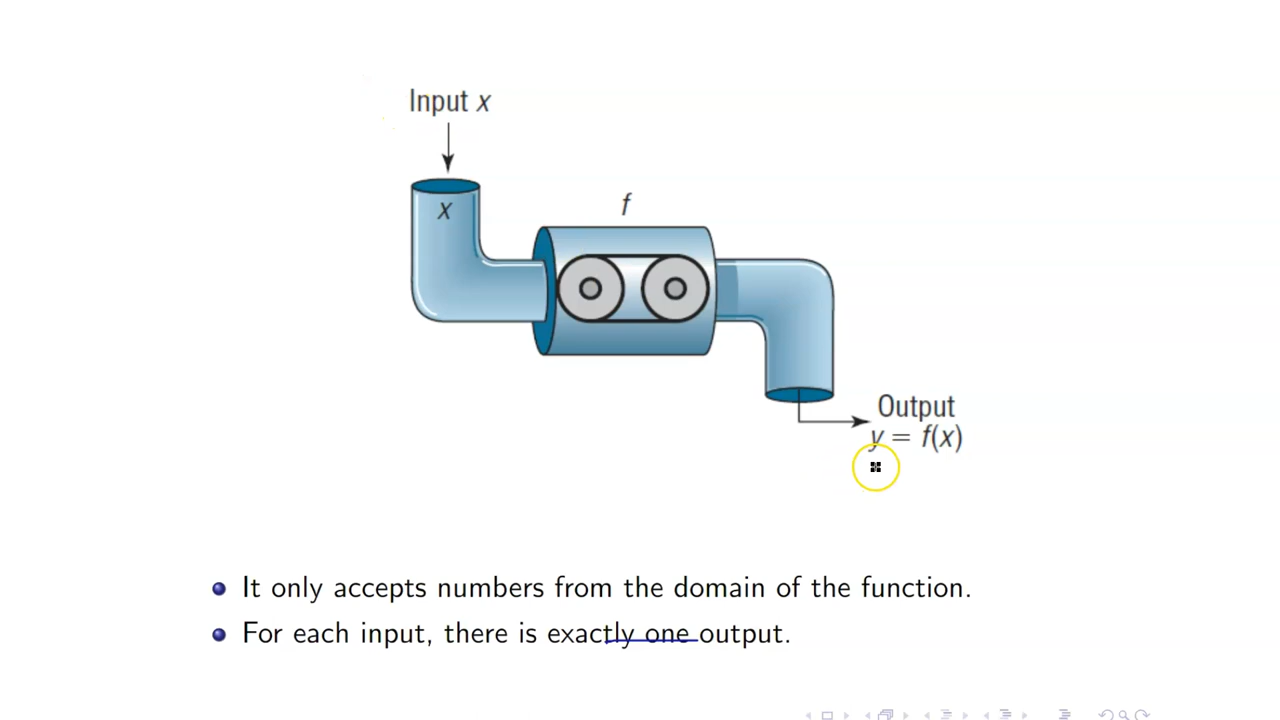 Input x
x
f
Output
y = f(x)
It only accepts numbers from the domain of the function.
For each input, there is exactly one output.